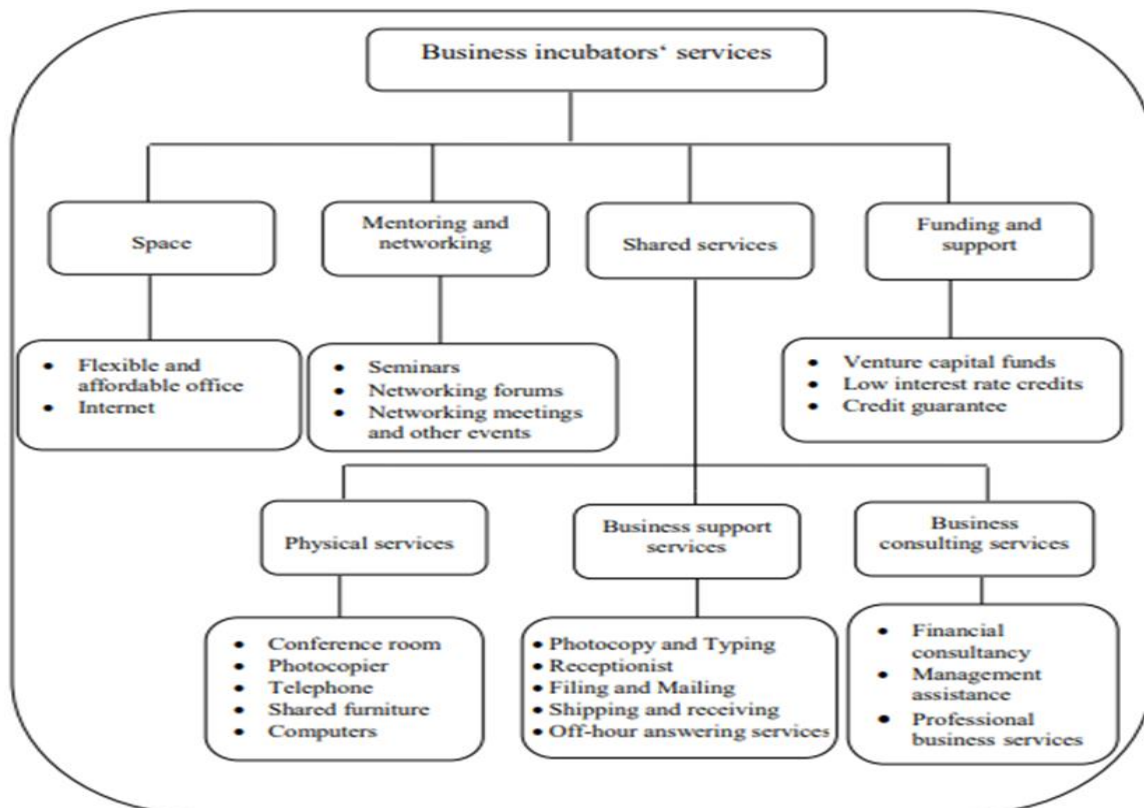 Business incubators‘ services
Space
Mentoring and
networking
Shared services
Funding and
support
• Flexible and
affordable office
• Internet
• Seminars
• Networking forums
• Networking meetings
and other events
• Venture capital funds
• Low interest rate credits
• Credit guarantee
Physical services
Business support
services
Business
consulting services
• Conference room
• Photocopier
• Telephone
• Shared furniture
• Computers
• Photocopy and Typing
• Receptionist
• Filing and Mailing
• Shipping and receiving
• Off-hour answering services
• Financial
consultancy
• Management
assistance
• Professional
business services